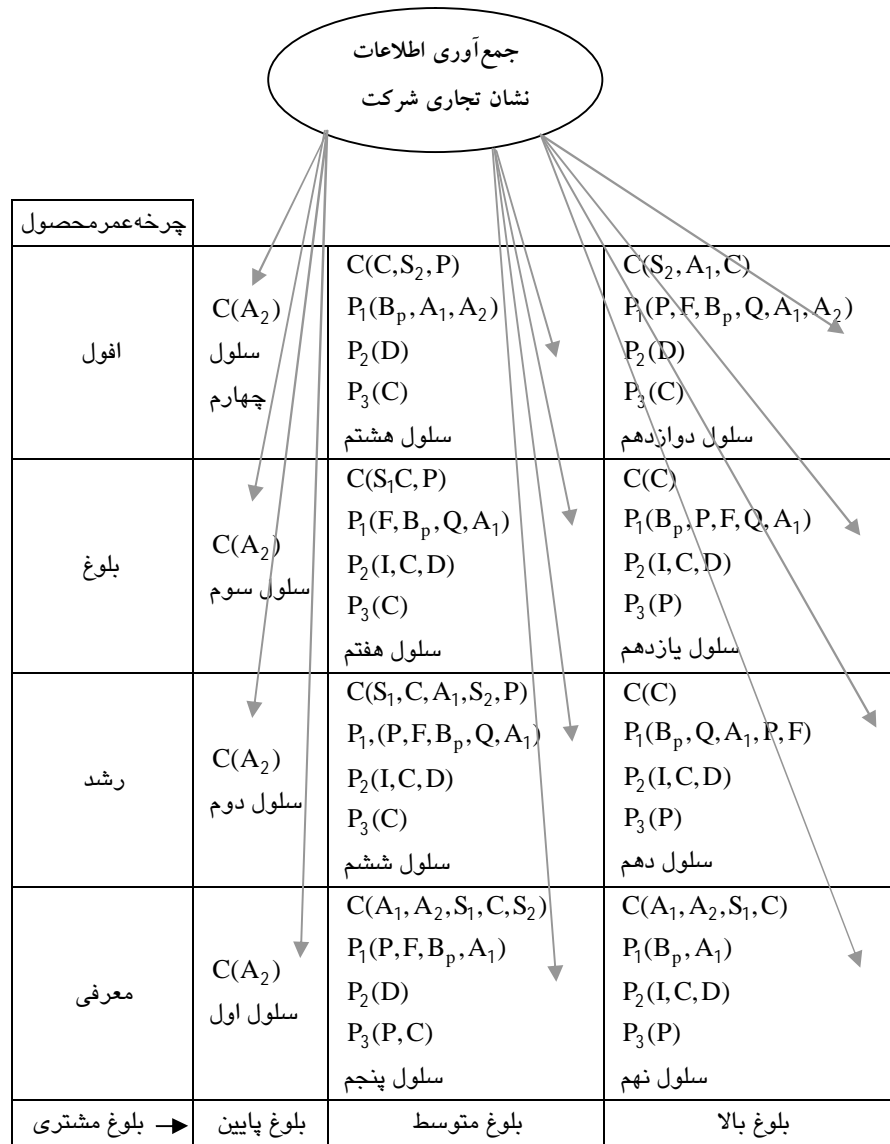 جمع‌آوری اطلاعات
نشان تجاری شرکت
چرخه‌عمرمحصول
افول
C(A₂)
سلول
چهارم
C(C,S₂,P)
P₁(Bₚ,A₁,A₂)
P₂(D)
P₃(C)
سلول هشتم
C(S₂,A₁,C)
P₁(P,F,Bₚ,Q,A₁,A₂)
P₂(D)
P₃(C)
سلول دوازدهم
بلوغ
C(A₂)
سلول سوم
C(S₁C,P)
P₁(F,Bₚ,Q,A₁)
P₂(I,C,D)
P₃(C)
سلول هفتم
C(C)
P₁(Bₚ,P,F,Q,A₁)
P₂(I,C,D)
P₃(P)
سلول یازدهم
رشد
C(A₂)
سلول دوم
C(S₁,C,A₁,S₂,P)
P₁,(P,F,Bₚ,Q,A₁)
P₂(I,C,D)
P₃(C)
سلول ششم
C(C)
P₁(Bₚ,Q,A₁,P,F)
P₂(I,C,D)
P₃(P)
سلول دهم
معرفی
C(A₂)
سلول اول
C(A₁,A₂,S₁,C,S₂)
P₁(P,F,Bₚ,A₁)
P₂(D)
P₃(P,C)
سلول پنجم
C(A₁,A₂,S₁,C)
P₁(Bₚ,A₁)
P₂(I,C,D)
P₃(P)
سلول نهم
بلوغ مشتری →
بلوغ پایین
بلوغ متوسط
بلوغ بالا